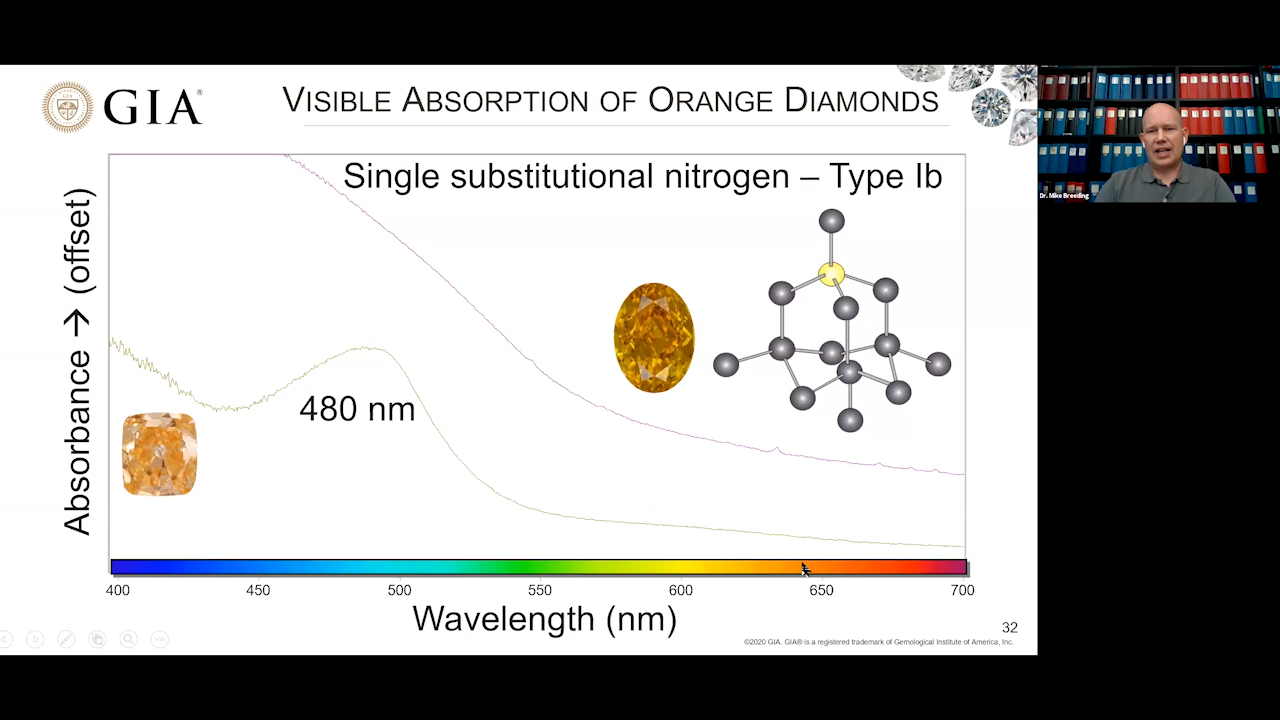 GIA®
VISIBLE ABSORPTION OF ORANGE DIAMONDS
Single substitutional nitrogen – Type Ib
Absorbance → (offset)
480 nm
400 450 500 550 600 650 700
Wavelength (nm)
32
©2020 GIA. GIA® is a registered trademark of Gemological Institute of America, Inc.
Dr. Mike Breeding